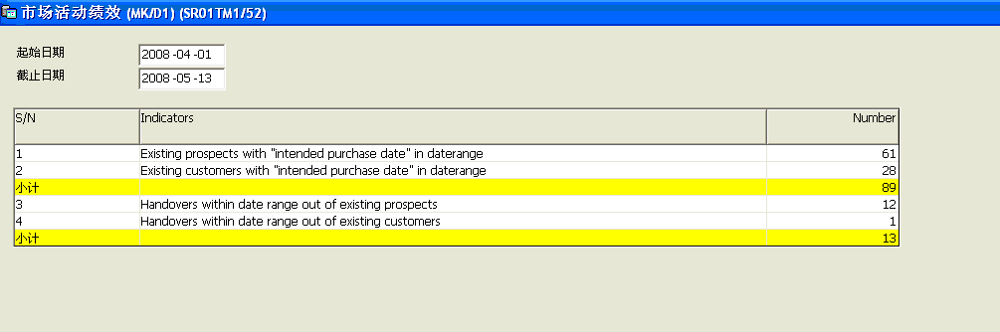 市场活动绩效 (MK/D1) (SR01TM1/52)
起始日期 2008-04-01
截止日期 2008-05-13
S/N Indicators Number
1 Existing prospects with "intended purchase date" in daterange 61
2 Existing customers with "intended purchase date" in daterange 28
小计 89
3 Handovers within date range out of existing prospects 12
4 Handovers within date range out of existing customers 1
小计 13